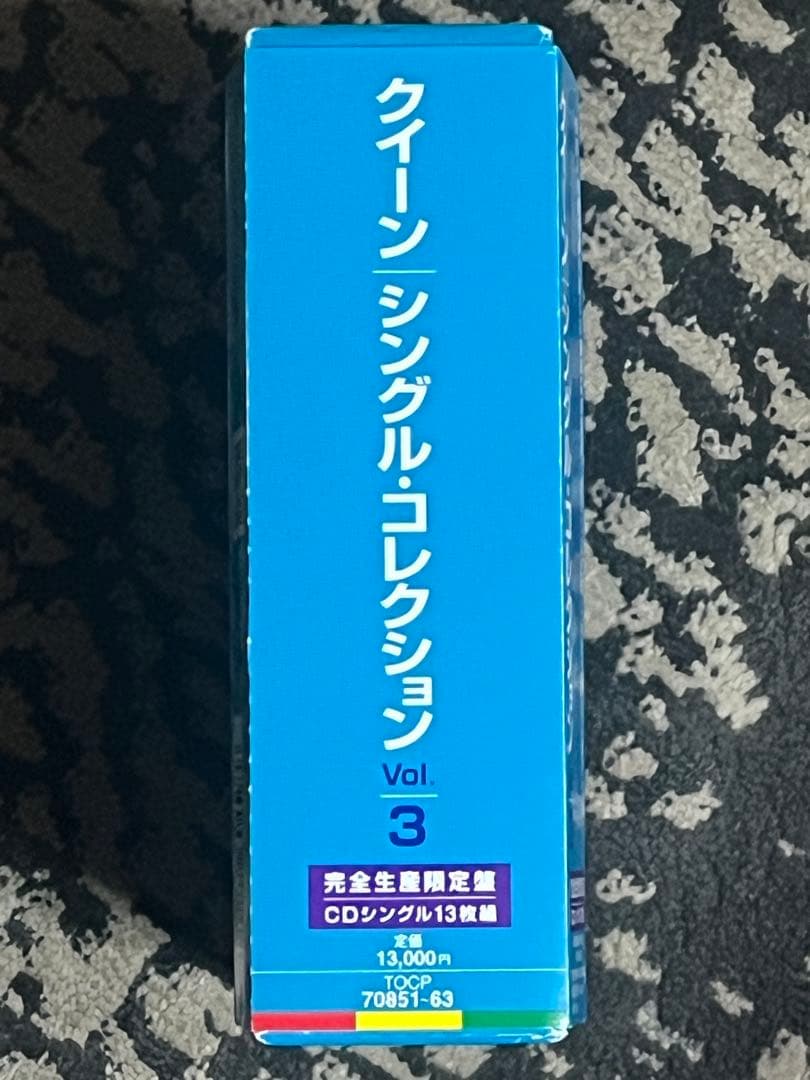 クイーン
シングル・コレクション
Vol.
3
完全生産限定盤
CDシングル13枚組
定価
13,000円
TOCP
70851~63